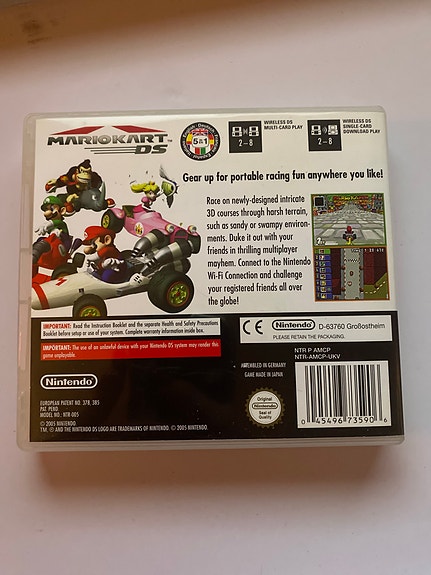 MARIOKART
DS
TM
5 in 1
WIRELESS DS
MULTI-CARD PLAY
2-8
WIRELESS DS
SINGLE-CARD
DOWNLOAD PLAY
2-8
Gear up for portable racing fun anywhere you like!
Race on newly-designed intricate
3D courses through harsh terrain,
such as sandy or swampy environ-
ments. Duke it out with your
friends in thrilling multiplayer
mayhem. Connect to the Nintendo
Wi-Fi Connection and challenge
your registered friends all over
the globe!
IMPORTANT: Read the Instruction Booklet and the separate Health and Safety Precautions
Booklet before setup or use of your system. Complete warranty information inside box.
IMPORTANT: The use of an unlawful device with your Nintendo DS system may render this
game unplayable.
CE
Nintendo
D-63760 Großostheim
PLEASE RETAIN THE PACKAGING.
Nintendo
EUROPEAN PATENT NO. 378, 385
PAT. PEND.
MODEL NO.: NTR-005
© 2005 NINTENDO.
TM, ® AND THE NINTENDO DS LOGO ARE TRADEMARKS OF NINTENDO. © 2005 NINTENDO.
ASSEMBLED IN GERMANY
GAME MADE IN JAPAN
Original
Nintendo
Seal of
Quality
NTR P AMCP
NTR-AMCP-UKV
0 45496 73590 6